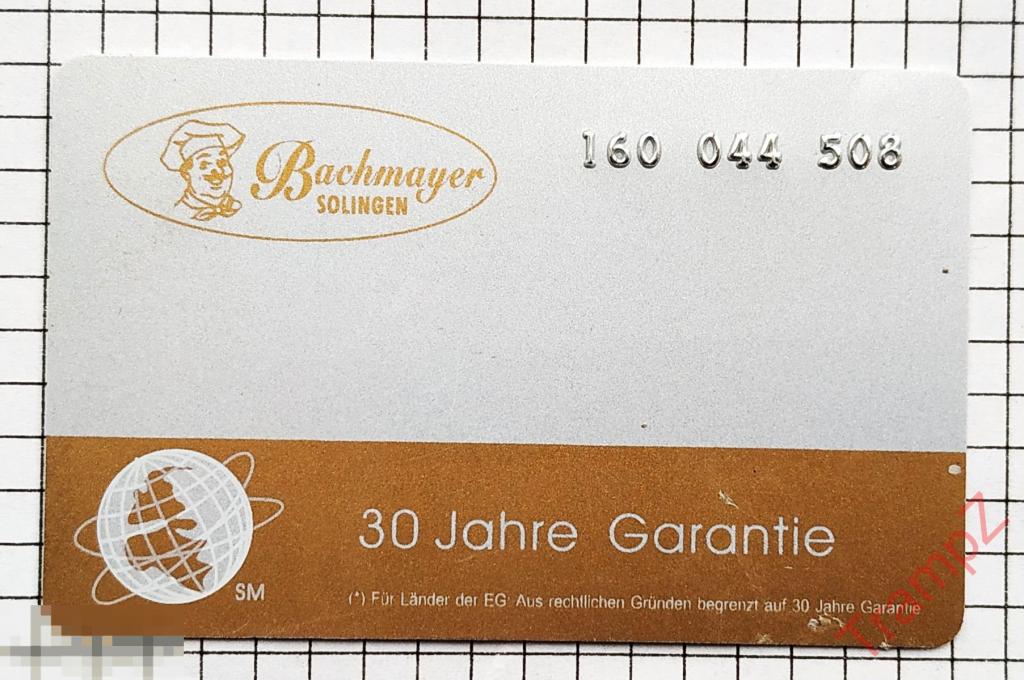 Bachmayer
SOLINGEN
160 044 508
30 Jahre Garantie
SM
(*) Für Länder der EG: Aus rechtlichen Gründen begrenzt auf 30 Jahre Garantie
TrampZ